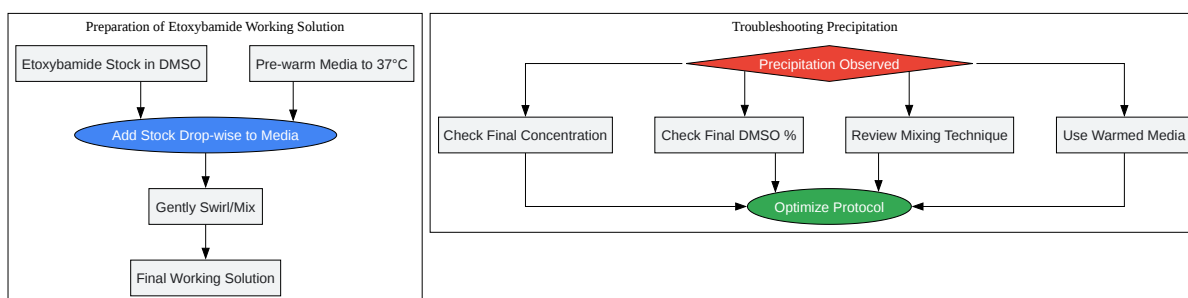 Preparation of Etoxybamide Working Solution
Etoxybamide Stock in DMSO
Pre-warm Media to 37°C
Add Stock Drop-wise to Media
Gently Swirl/Mix
Final Working Solution
Troubleshooting Precipitation
Precipitation Observed
Check Final Concentration
Check Final DMSO %
Review Mixing Technique
Use Warmed Media
Optimize Protocol